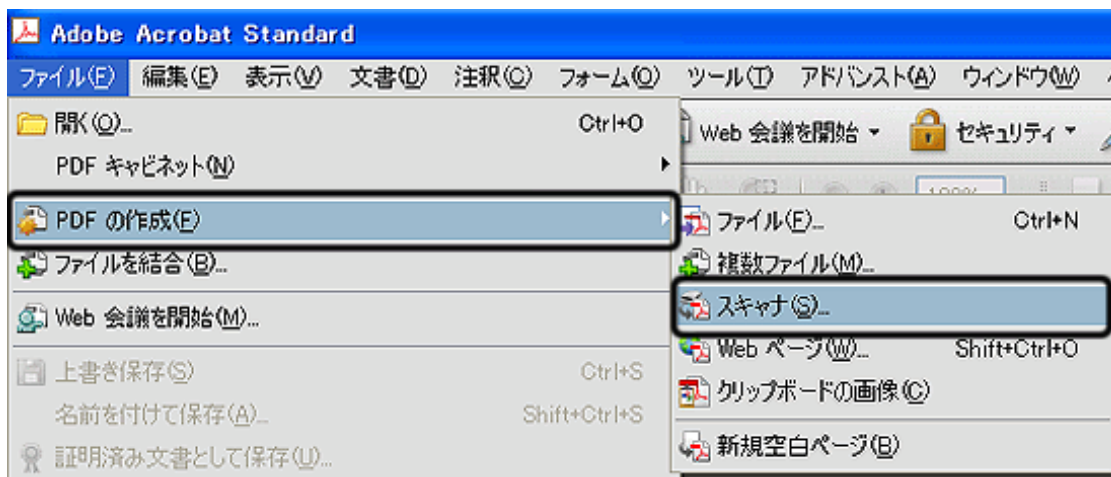 Adobe Acrobat Standard
ファイル(F) 編集(E) 表示(V) 文書(D) 注釈(C) フォーム(O) ツール(T) アドバンスト(A) ウィンドウ(W)
開く(O)... Ctrl+O
PDF キャビネット(N)
PDF の作成(F)
ファイルを結合(B)...
Web 会議を開始(M)...
上書き保存(S) Ctrl+S
名前を付けて保存(A)... Shift+Ctrl+S
証明済み文書として保存(U)...
Web 会議を開始 セキュリティ
ファイル(F)... Ctrl+N
複数ファイル(M)...
スキャナ(S)...
Web ページ(W)... Shift+Ctrl+O
クリップボードの画像(C)
新規空白ページ(B)